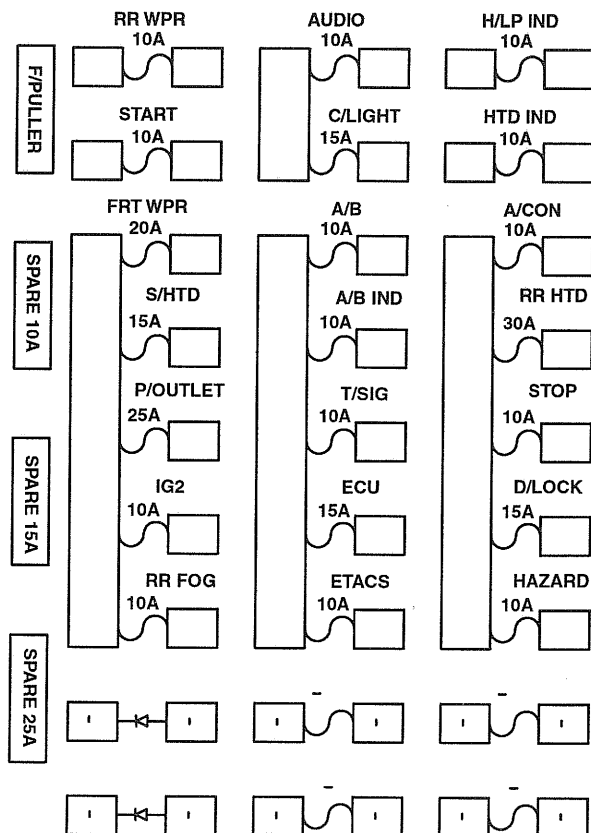 RR WPR
10A
AUDIO
10A
H/LP IND
10A
F/PULLER
START
10A
C/LIGHT
15A
HTD IND
10A
FRT WPR
20A
A/B
10A
A/CON
10A
SPARE 10A
S/HTD
15A
A/B IND
10A
RR HTD
30A
P/OUTLET
25A
T/SIG
10A
STOP
10A
SPARE 15A
IG2
10A
ECU
15A
D/LOCK
15A
RR FOG
10A
ETACS
10A
HAZARD
10A
SPARE 25A